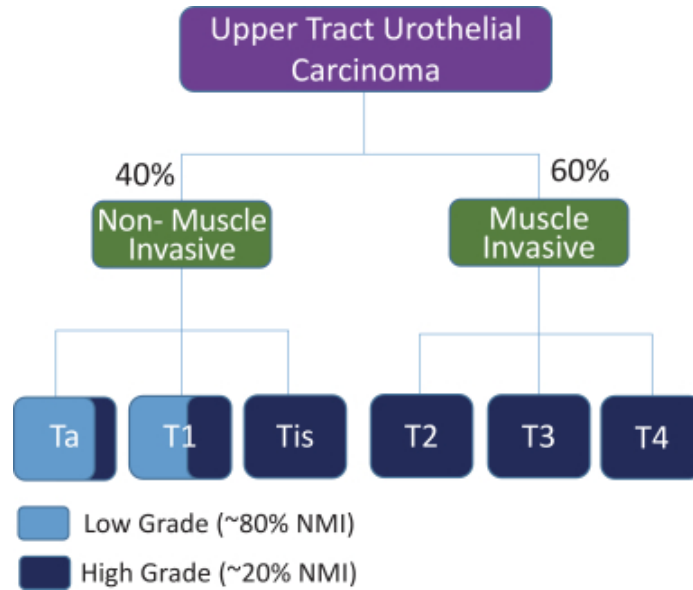 Upper Tract Urothelial
Carcinoma
40%
60%
Non- Muscle
Invasive
Muscle
Invasive
Ta
T1
Tis
T2
T3
T4
Low Grade (~80% NMI)
High Grade (~20% NMI)